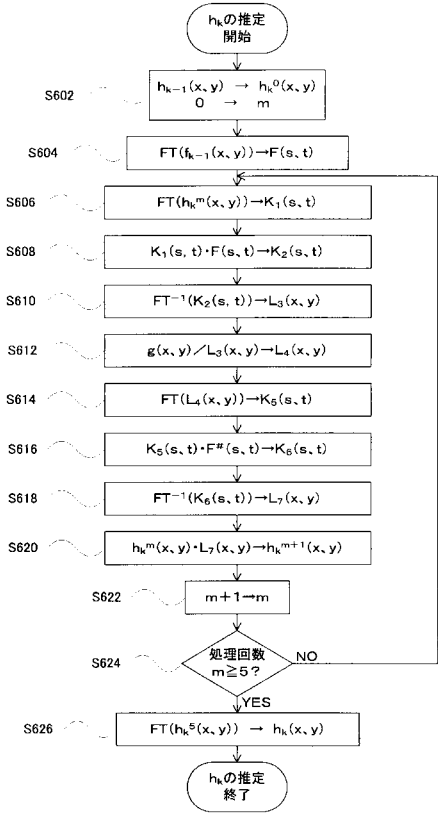 hkの推定
開始
S602
hk-1(x、y) → hk0(x、y)
0 → m
S604
FT(fk-1(x、y))→F(s、t)
S606
FT(hkm(x、y))→K1(s、t)
S608
K1(s, t)・F(s、t)→K2(s、t)
S610
FT-1(K2(s、t))→L3(x、y)
S612
g(x、y)/L3(x、y)→L4(x、y)
S614
FT(L4(x、y))→K5(s、t)
S616
K5(s、t)・F#(s、t)→K6(s、t)
S618
FT-1(K6(s、t))→L7(x、y)
S620
hkm(x、y)・L7(x、y)→hkm+1(x、y)
S622
m+1→m
S624
処理回数
m≧5?
NO
YES
S626
FT(hk5(x、y)) → hk(x、y)
hkの推定
終了